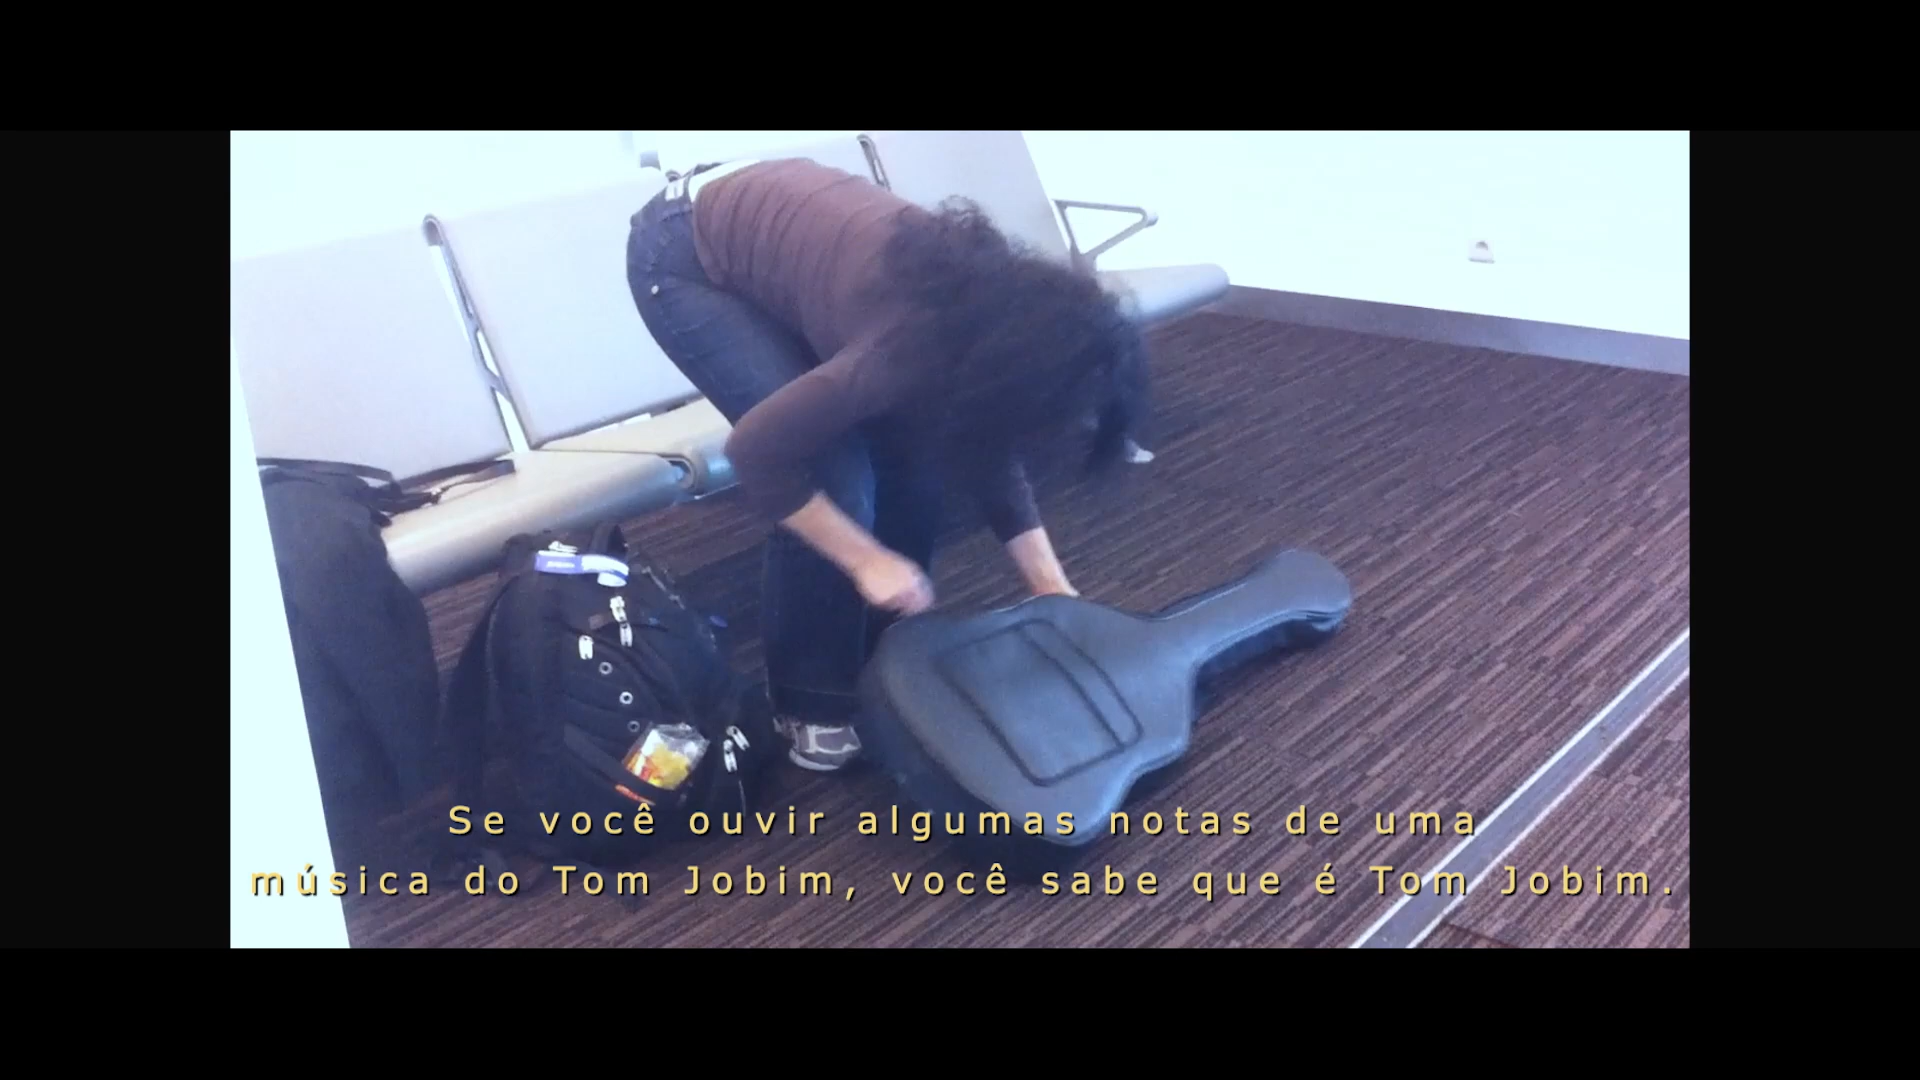 Se você ouvir algumas notas de uma
música do Tom Jobim, você sabe que é Tom Jobim.